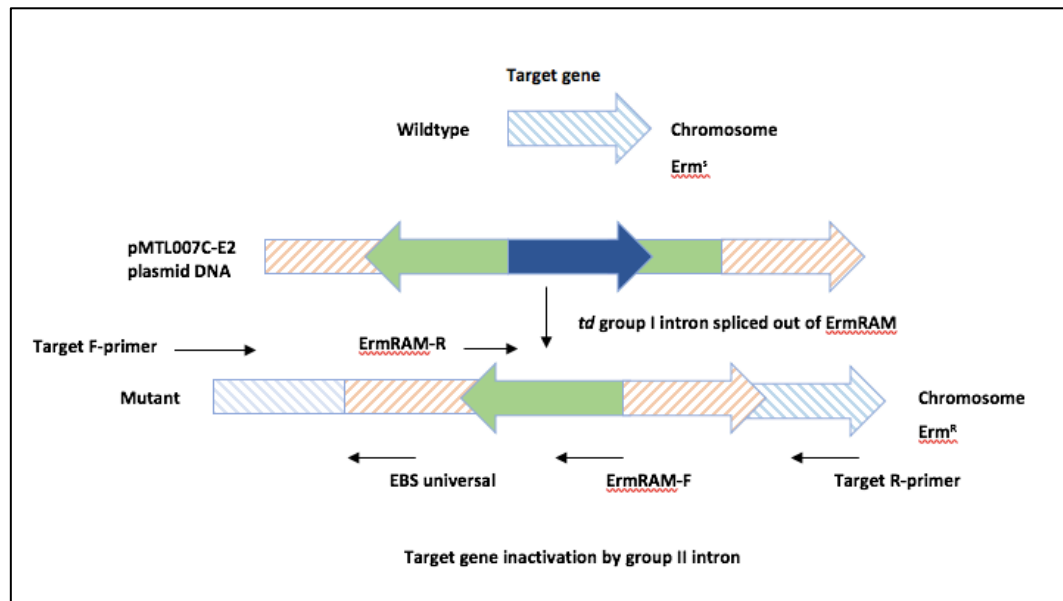 Target gene
Wildtype
Chromosome
Ermˢ
pMTL007C-E2
plasmid DNA
td group I intron spliced out of ErmRAM
Target F-primer
ErmRAM-R
Mutant
Chromosome
Ermᴿ
EBS universal
ErmRAM-F
Target R-primer
Target gene inactivation by group II intron